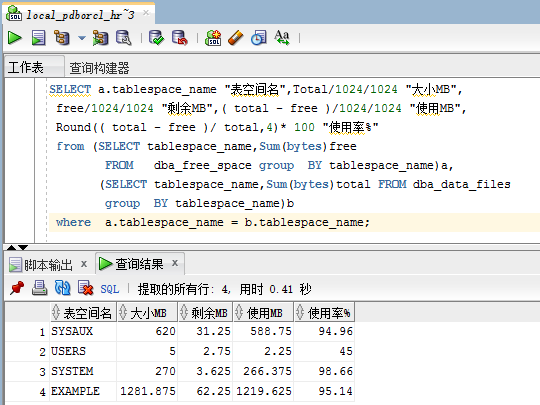 local_pdborcl_hr~3
SQL
Aa
工作表 查询构建器
SELECT a.tablespace_name "表空间名",Total/1024/1024 "大小MB",
free/1024/1024 "剩余MB",( total - free )/1024/1024 "使用MB",
Round(( total - free )/ total,4)* 100 "使用率%"
from (SELECT tablespace_name,Sum(bytes)free
FROM dba_free_space group BY tablespace_name)a,
(SELECT tablespace_name,Sum(bytes)total FROM dba_data_files
group BY tablespace_name)b
where a.tablespace_name = b.tablespace_name;
脚本输出 x 查询结果 x
SQL | 提取的所有行: 4, 用时 0.41 秒
表空间名 大小MB 剩余MB 使用MB 使用率%
1 SYSAUX 620 31.25 588.75 94.96
2 USERS 5 2.75 2.25 45
3 SYSTEM 270 3.625 266.375 98.66
4 EXAMPLE 1281.875 62.25 1219.625 95.14